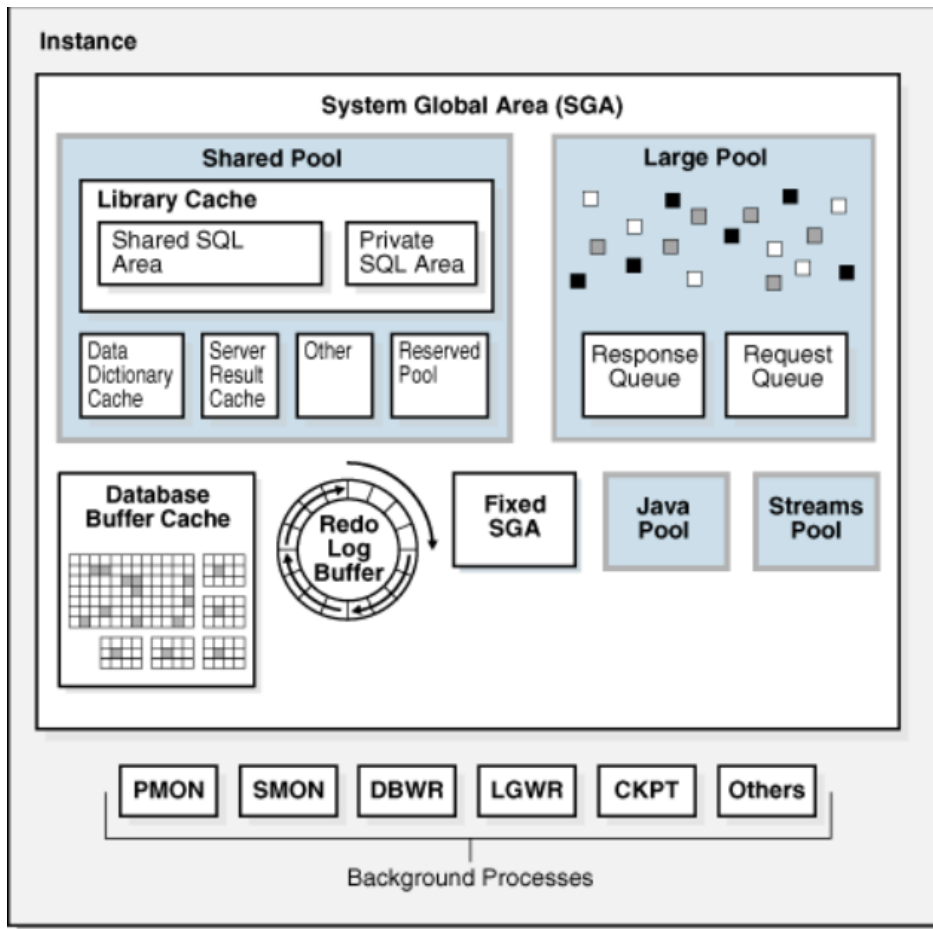 Instance
System Global Area (SGA)
Shared Pool
Library Cache
Shared SQL
Area
Private
SQL Area
Data
Dictionary
Cache
Server
Result
Cache
Other
Reserved
Pool
Large Pool
Response
Queue
Request
Queue
Database
Buffer Cache
Redo
Log
Buffer
Fixed
SGA
Java
Pool
Streams
Pool
PMON
SMON
DBWR
LGWR
CKPT
Others
Background Processes